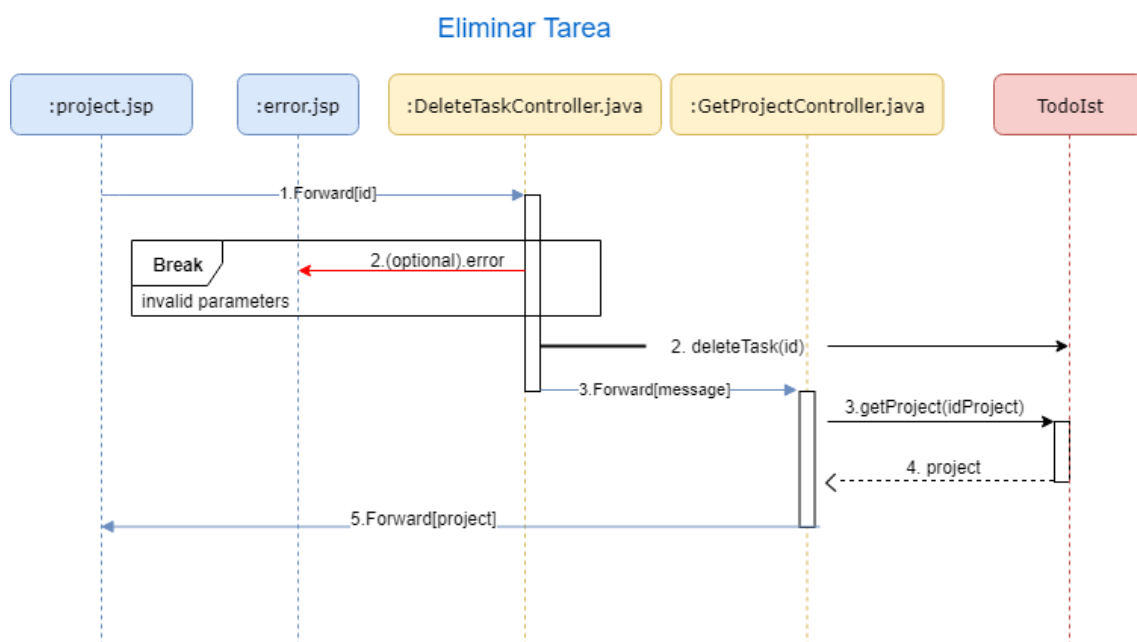 Eliminar Tarea
:project.jsp
:error.jsp
:DeleteTaskController.java
:GetProjectController.java
TodoIst
1.Forward[id]
Break
2.(optional).error
invalid parameters
2. deleteTask(id)
3.Forward[message]
3.getProject(idProject)
4. project
5.Forward[project]